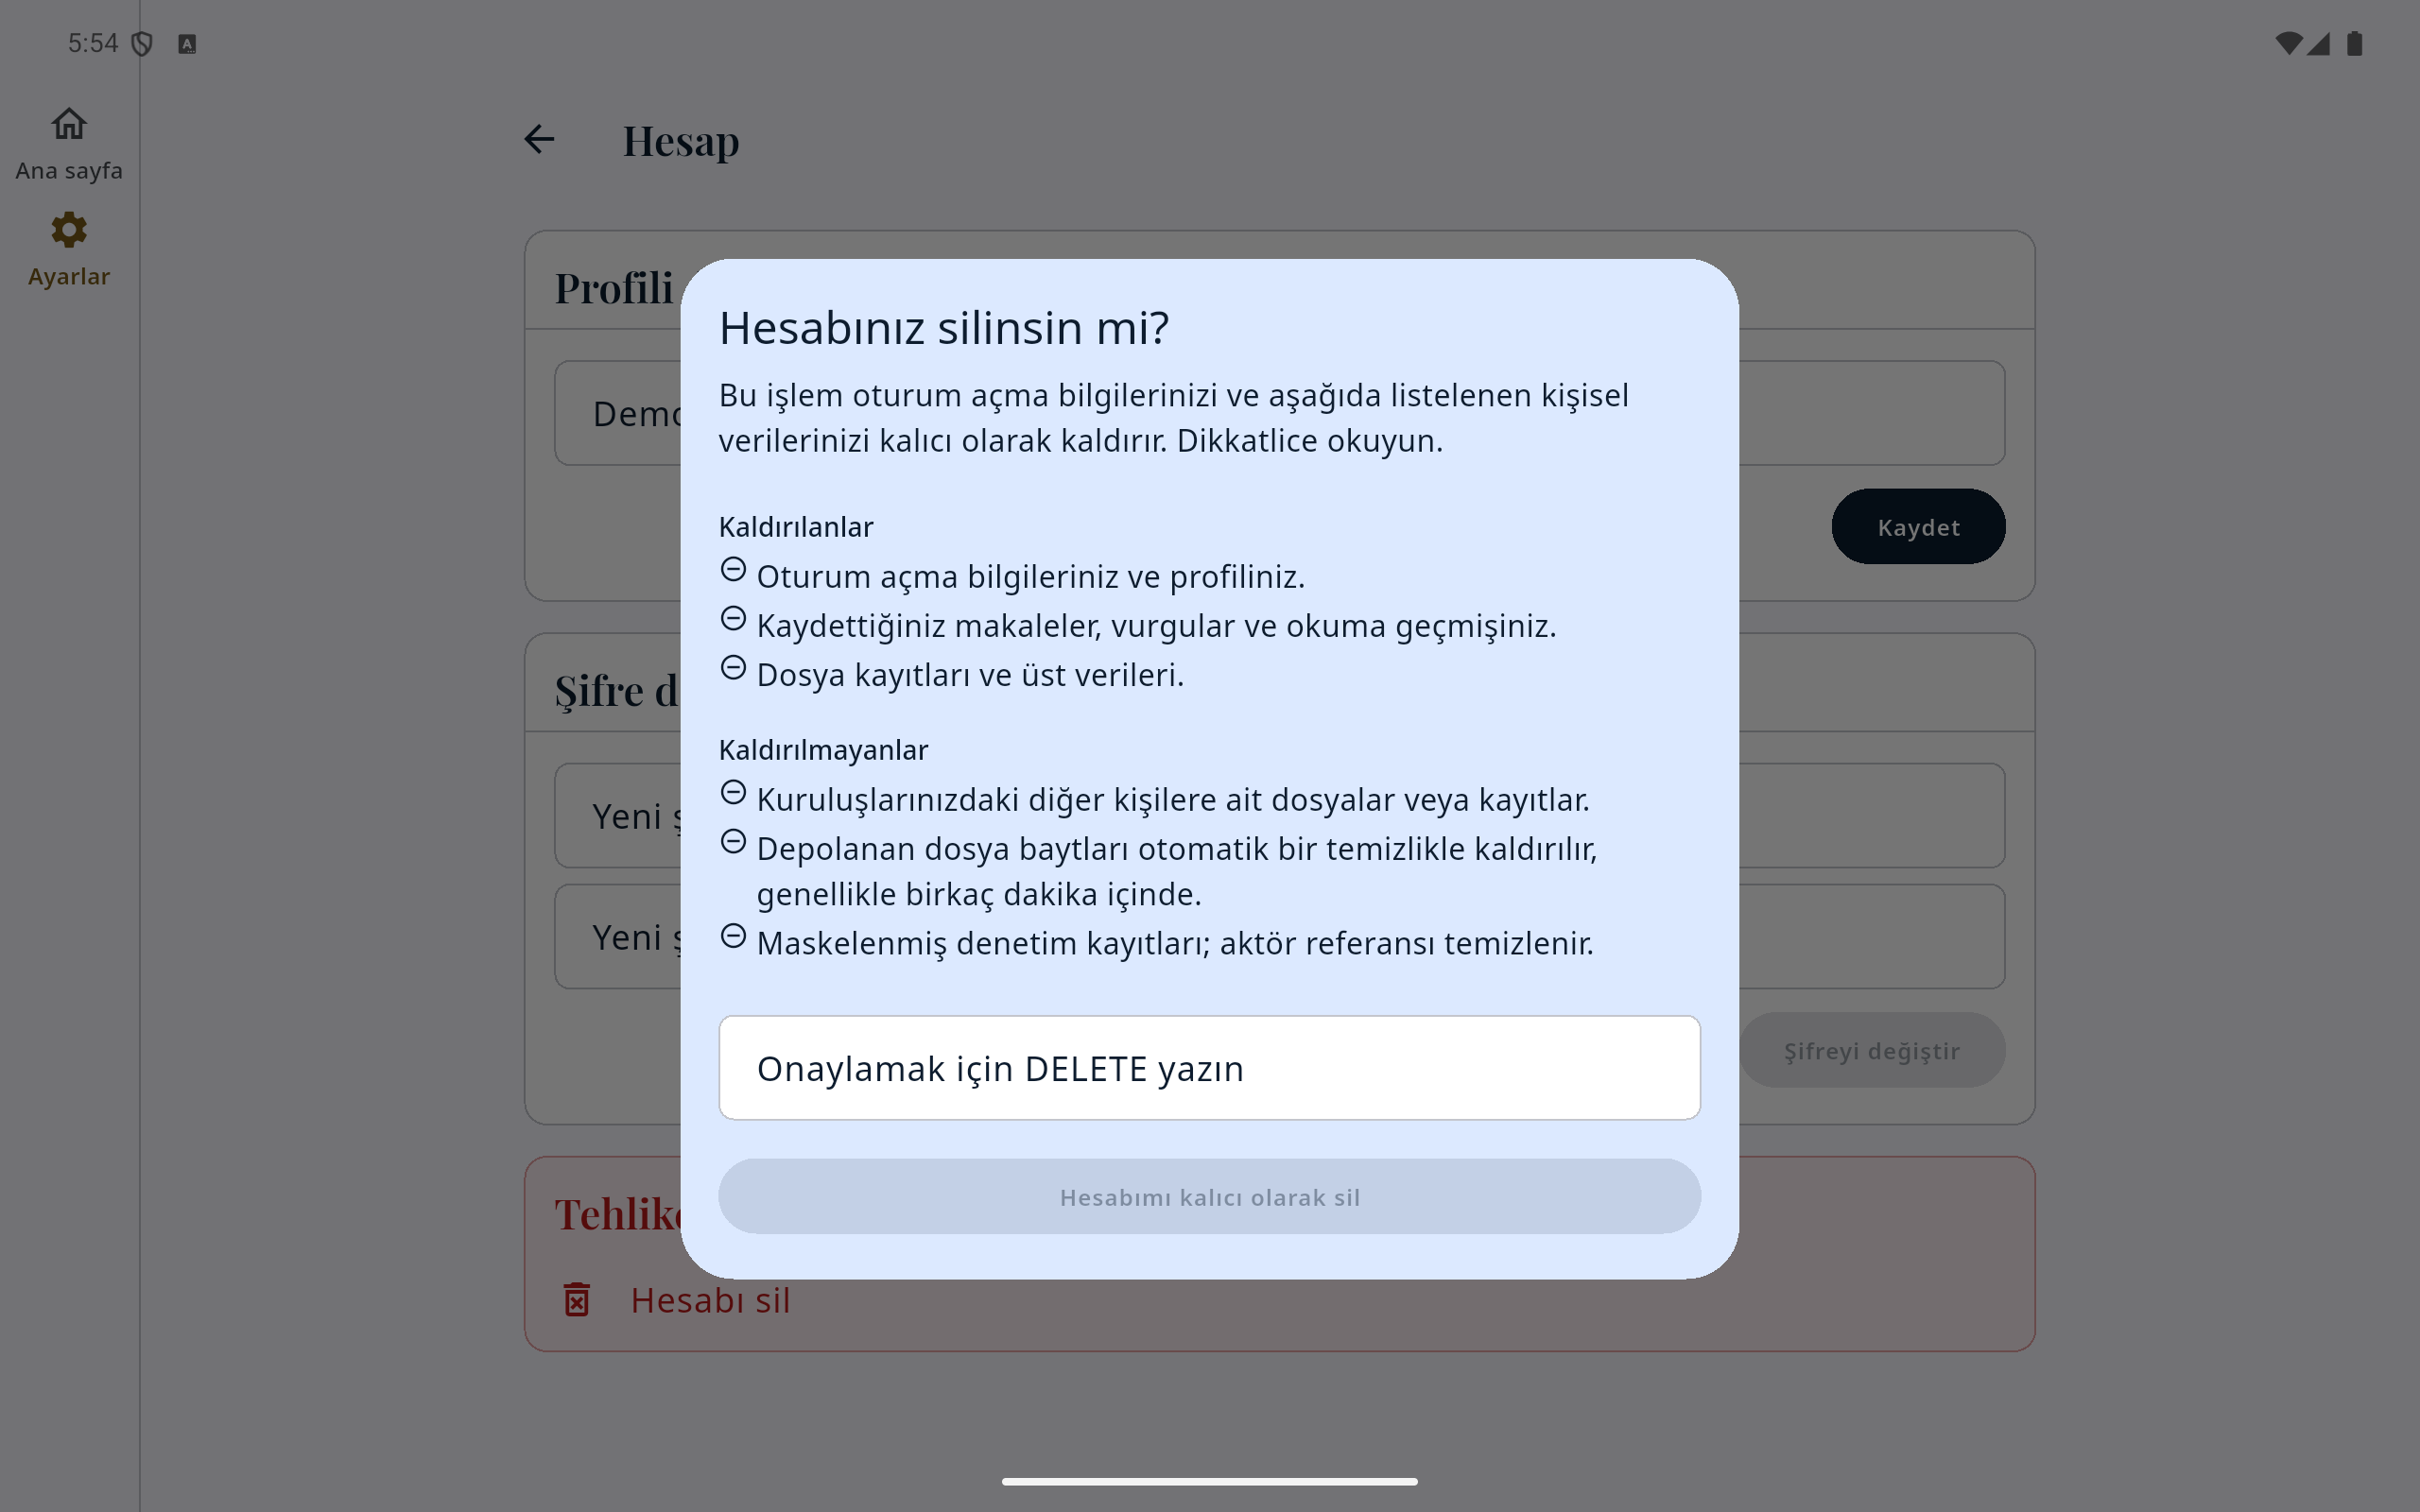 5:54
Ana sayfa
Ayarlar
Hesap
Profili
Kaydet
Şifre d
Yeni
Yeni
Şifreyi değiştir
Hesabı sil
Hesabınız silinsin mi?
Bu işlem oturum açma bilgilerinizi ve aşağıda listelenen kişisel
verilerinizi kalıcı olarak kaldırır. Dikkatlice okuyun.
Kaldırılanlar
Oturum açma bilgileriniz ve profiliniz.
Kaydettiğiniz makaleler, vurgular ve okuma geçmişiniz.
Dosya kayıtları ve üst verileri.
Kaldırılmayanlar
Kuruluşlarınızdaki diğer kişilere ait dosyalar veya kayıtlar.
Depolanan dosya baytları otomatik bir temizlikle kaldırılır,
genellikle birkaç dakika içinde.
Maskelenmiş denetim kayıtları; aktör referansı temizlenir.
Onaylamak için DELETE yazın
Hesabımı kalıcı olarak sil